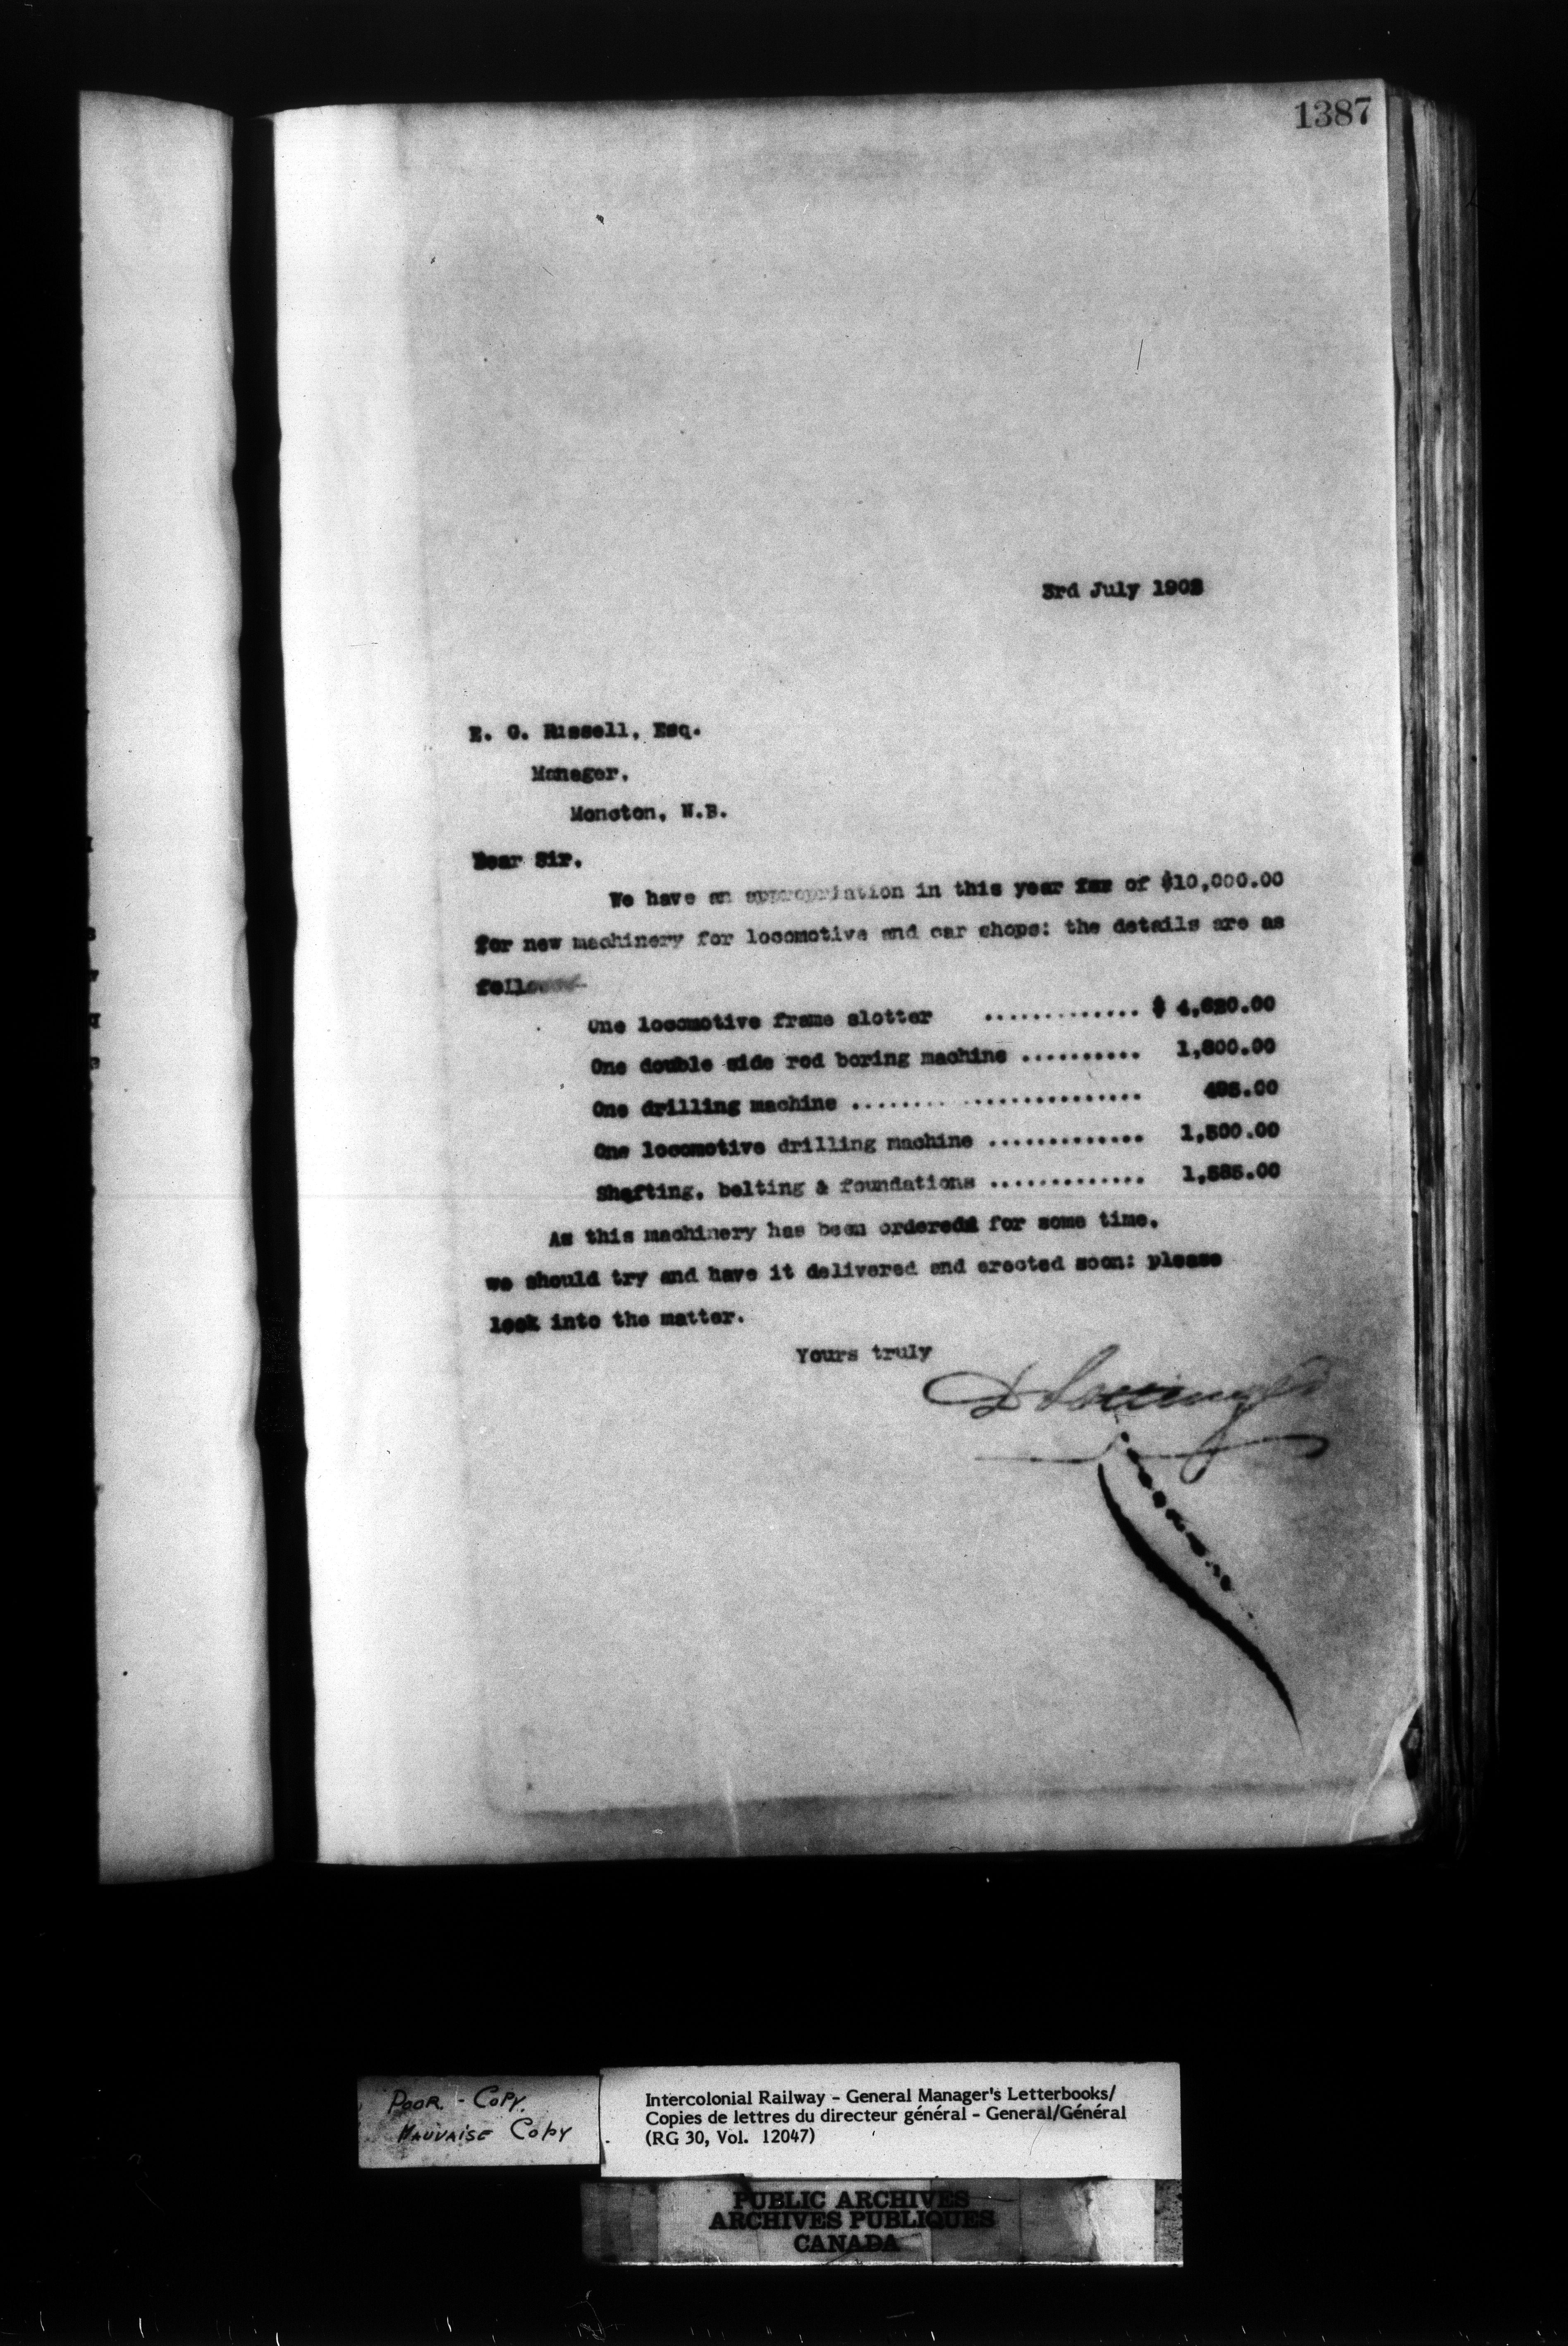 1387
3rd July 1902
E. G. Russell, Esq.
Manager,
Moncton, N.B.
Dear Sir,
We have an appropriation in this year of $10,000.00
for new machinery for locomotive and car shops: the details are as
follows
One locomotive frame slotter ............. $ 4,620.00
One double side rod boring machine .......... 1,800.00
One drilling machine ......................... 495.00
One locomotive drilling machine ............. 1,500.00
Shafting, belting & foundations ............. 1,585.00
As this machinery has been ordered for some time,
we should try and have it delivered and erected soon: please
look into the matter.
Yours truly
D Pottinger
POOR - COPY.
MAUVAISE COPY
Intercolonial Railway – General Manager's Letterbooks/
Copies de lettres du directeur général – General/Général
(RG 30, Vol. 12047)
PUBLIC ARCHIVES
ARCHIVES PUBLIQUES
CANADA